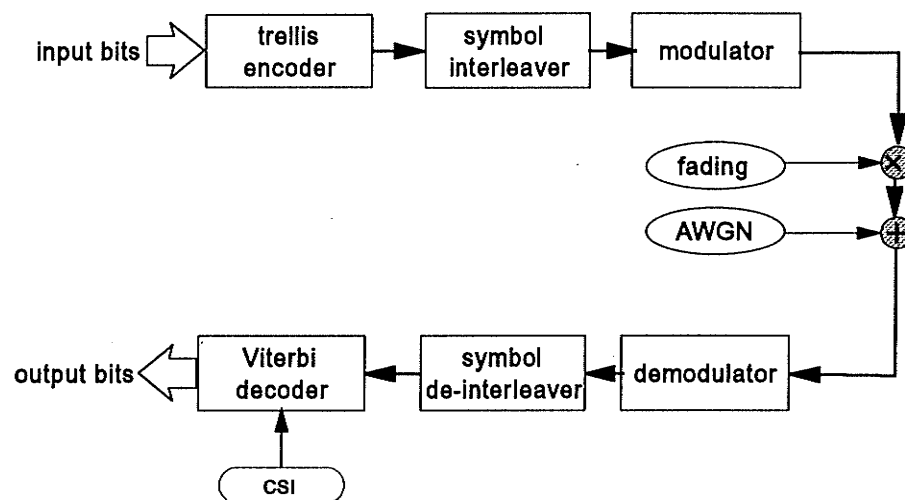 input bits
trellis
encoder
symbol
interleaver
modulator
fading
×
AWGN
+
output bits
Viterbi
decoder
symbol
de-interleaver
demodulator
CSI